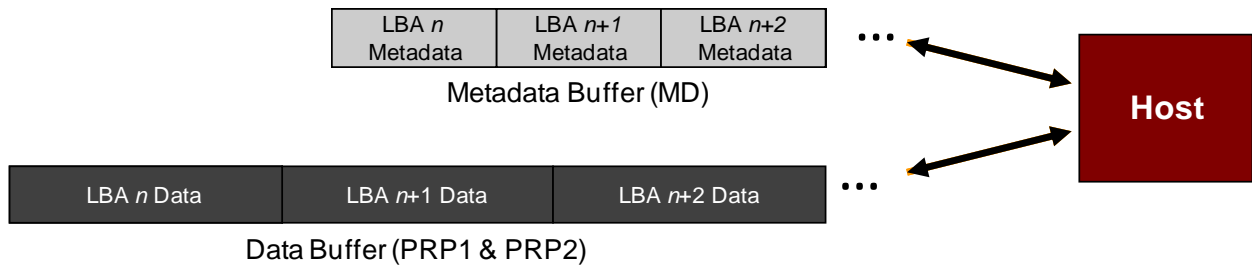 LBA n Metadata LBA n+1 Metadata LBA n+2 Metadata ...
Metadata Buffer (MD)
Host
LBA n Data LBA n+1 Data LBA n+2 Data ...
Data Buffer (PRP1 & PRP2)